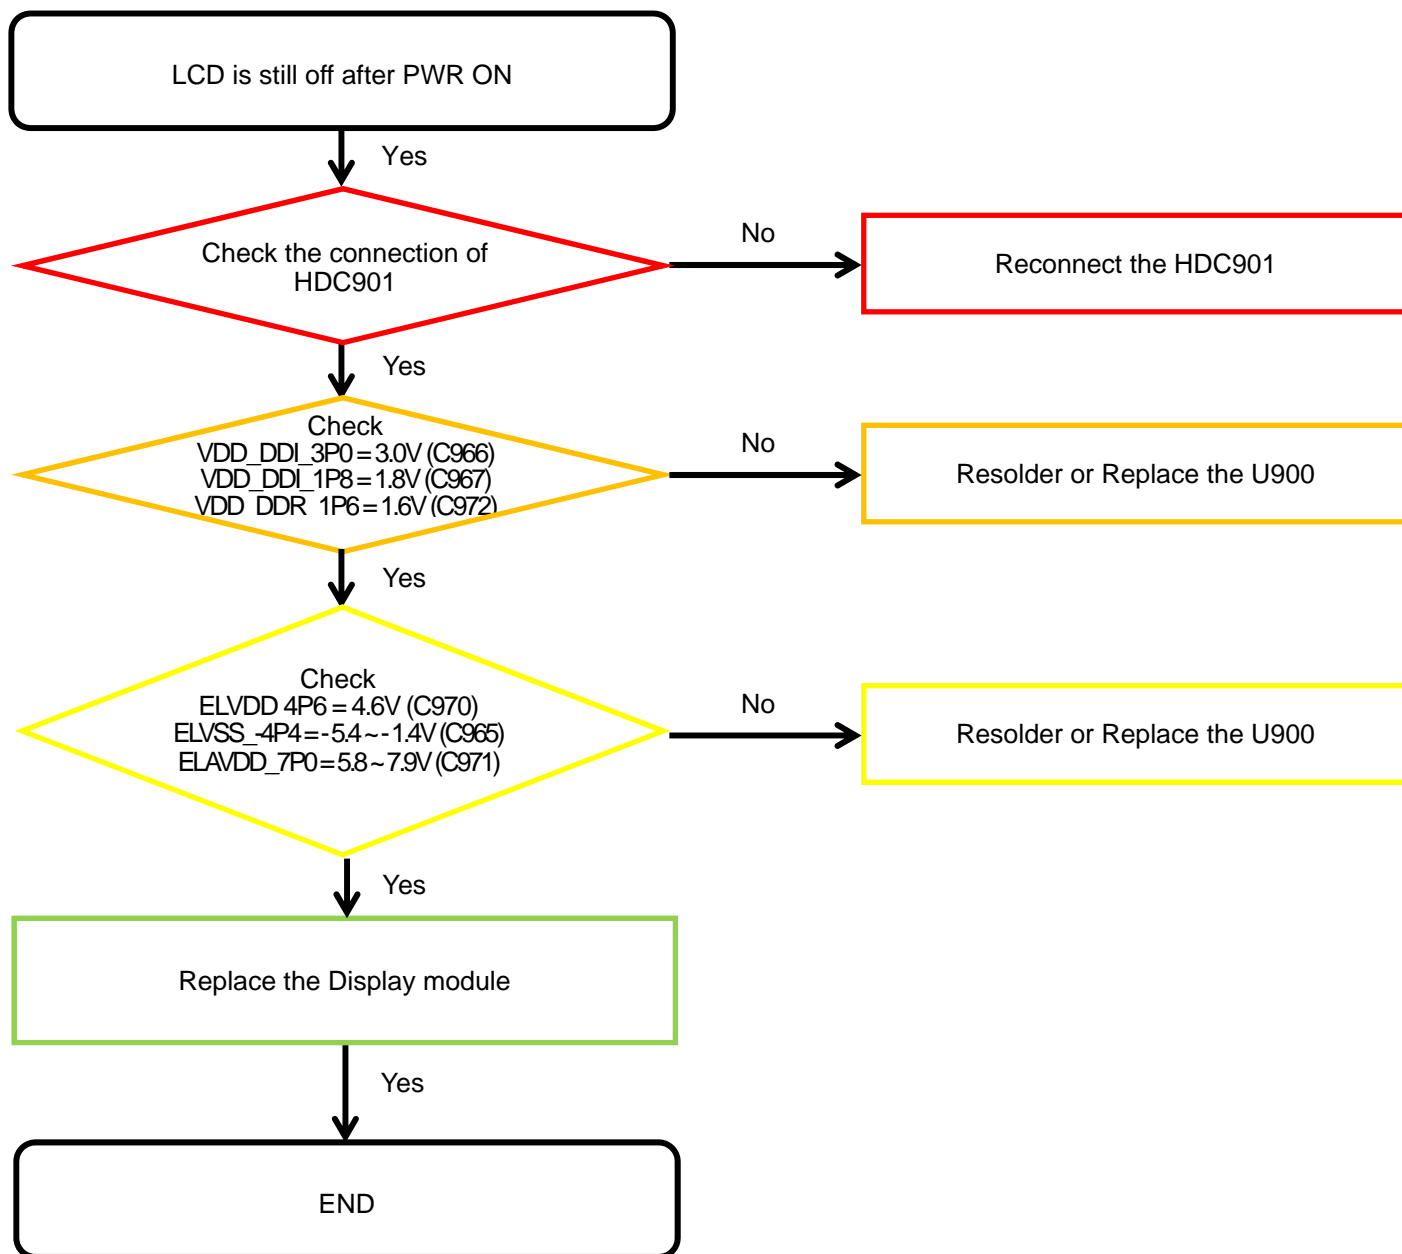 LCD is still off after PWR ON
Yes
Check the connection of
HDC901
No
Reconnect the HDC901
Yes
Check
VDD_DDI_3P0 = 3.0V (C966)
VDD_DDI_1P8 = 1.8V (C967)
VDD_DDR_1P6 = 1.6V (C972)
No
Resolder or Replace the U900
Yes
Check
ELVDD 4P6 = 4.6V (C970)
ELVSS_-4P4 = -5.4 ~ -1.4V (C965)
ELAVDD_7P0 = 5.8 ~ 7.9V (C971)
No
Resolder or Replace the U900
Yes
Replace the Display module
Yes
END